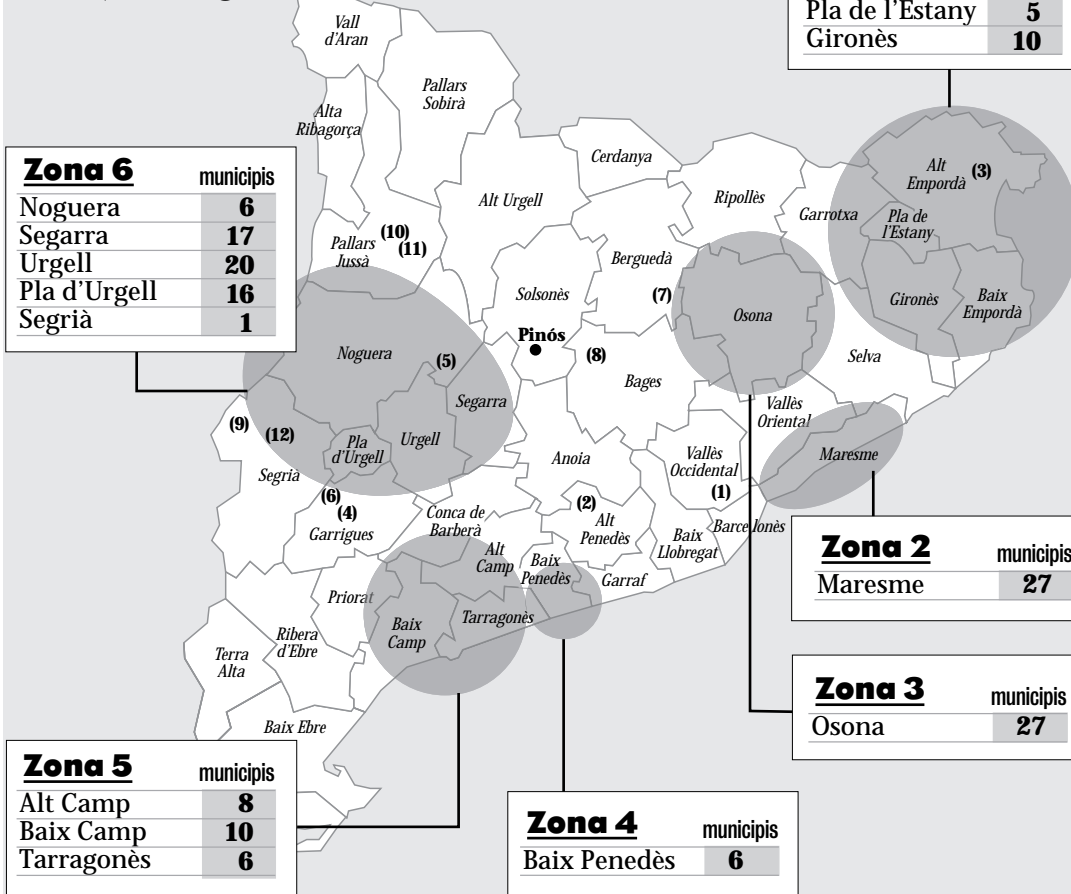 Pla de l'Estany 5
Gironès 10
Vall
d'Aran
Pallars
Sobirà
Alta
Ribagorça
Cerdanya
Alt
Empordà (3)
Zona 6 municipis
Noguera 6
Segarra 17
Urgell 20
Pla d'Urgell 16
Segrià 1
Alt Urgell
Ripollès
Garrotxa
Pla de
l'Estany
(10)
(11)
Pallars
Jussà
Berguedà
Solsonès
(7)
Gironès
Baix
Empordà
Osona
Pinós
Noguera
(5)
(8)
Selva
Bages
Segarra
Vallès
Oriental
(9)
(12)
Pla
d'Urgell
Urgell
Anoia
Vallès
Occidental
(1)
Maresme
Segrià
(6)
(4)
Garrigues
Conca de
Barberà
(2)
Alt
Penedès
Baix
Llobregat
Barcelonès
Alt
Camp
Baix
Penedès
Garraf
Zona 2 municipis
Maresme 27
Priorat
Baix
Camp
Tarragonès
Ribera
d'Ebre
Terra
Alta
Zona 3 municipis
Osona 27
Baix Ebre
Zona 5 municipis
Alt Camp 8
Baix Camp 10
Tarragonès 6
Zona 4 municipis
Baix Penedès 6